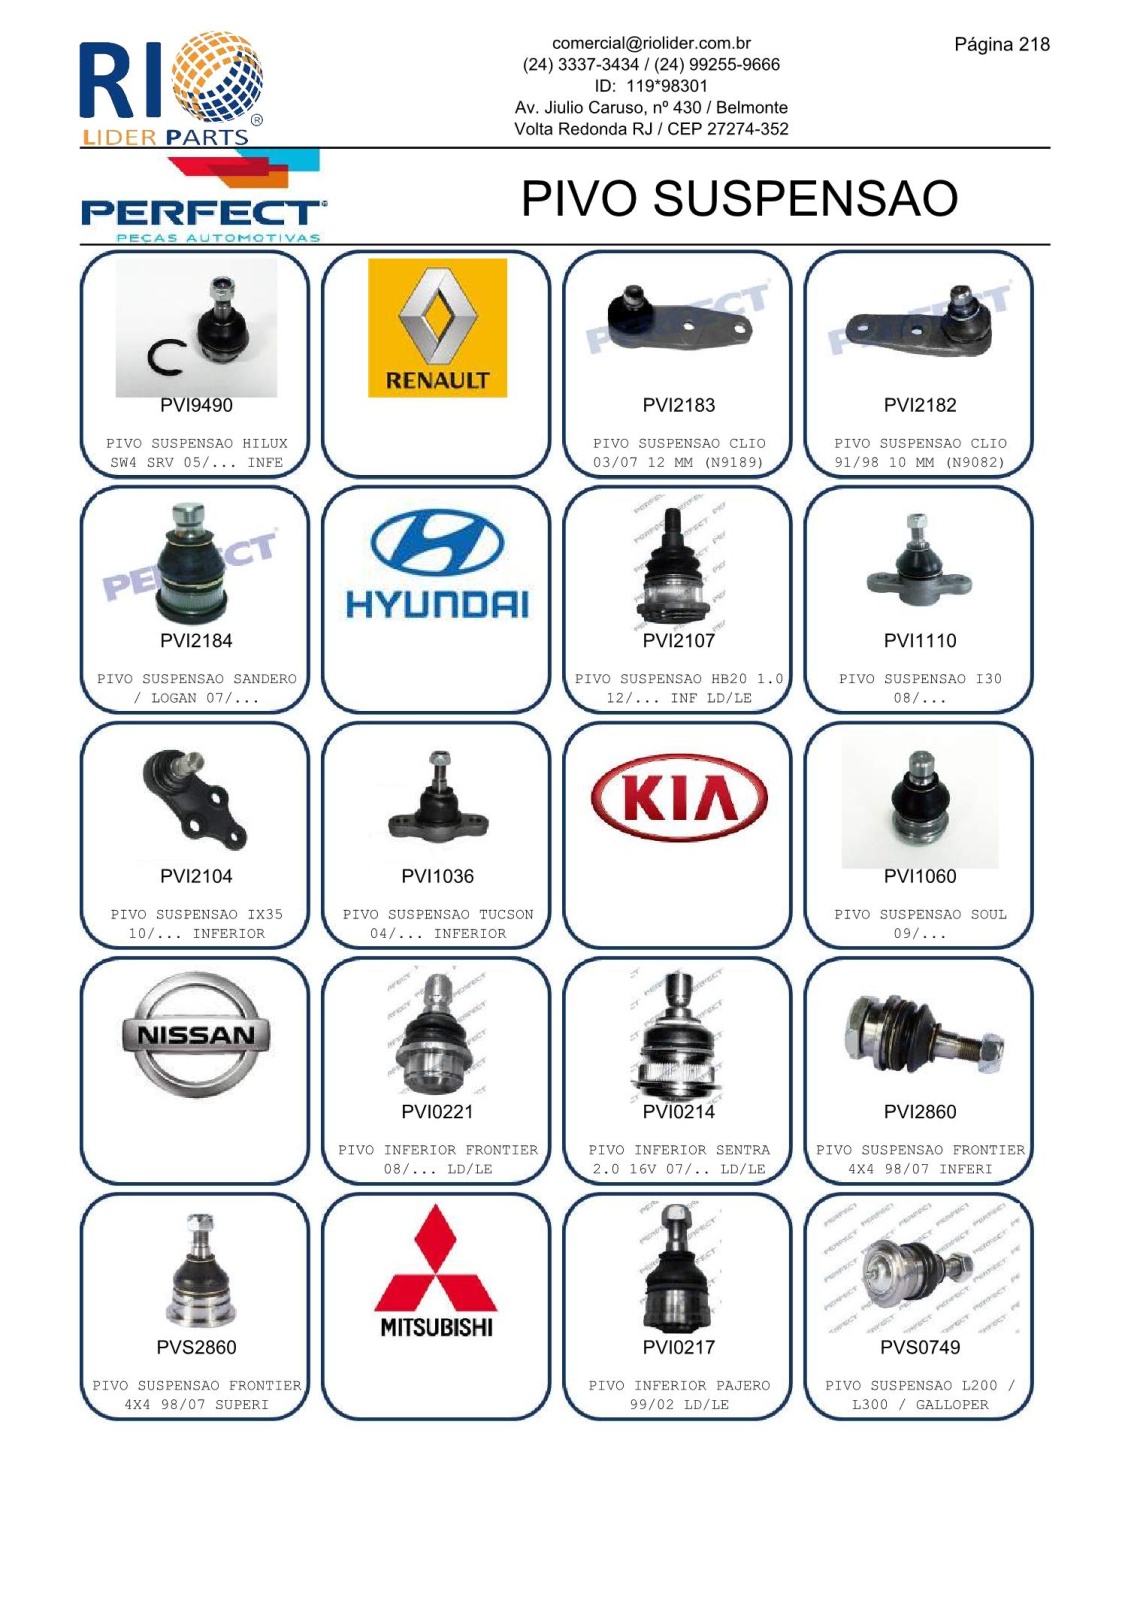 RIO
LIDER PARTS
®
comercial@riolider.com.br
(24) 3337-3434 / (24) 99255-9666
ID: 119*98301
Av. Jiulio Caruso, nº 430 / Belmonte
Volta Redonda RJ / CEP 27274-352
Página 218
PERFECT
PEÇAS AUTOMOTIVAS
PIVO SUSPENSAO
PVI9490
PIVO SUSPENSAO HILUX
SW4 SRV 05/... INFE
RENAULT
PERFECT
PVI2183
PIVO SUSPENSAO CLIO
03/07 12 MM (N9189)
PERFECT
PVI2182
PIVO SUSPENSAO CLIO
91/98 10 MM (N9082)
PERFECT
PVI2184
PIVO SUSPENSAO SANDERO
/ LOGAN 07/...
HYUNDAI
PVI2107
PIVO SUSPENSAO HB20 1.0
12/... INF LD/LE
PVI1110
PIVO SUSPENSAO I30
08/...
PVI2104
PIVO SUSPENSAO IX35
10/... INFERIOR
PVI1036
PIVO SUSPENSAO TUCSON
04/... INFERIOR
KIA
PVI1060
PIVO SUSPENSAO SOUL
09/...
NISSAN
PVI0221
PIVO INFERIOR FRONTIER
08/... LD/LE
PVI0214
PIVO INFERIOR SENTRA
2.0 16V 07/.. LD/LE
PVI2860
PIVO SUSPENSAO FRONTIER
4X4 98/07 INFERI
PVS2860
PIVO SUSPENSAO FRONTIER
4X4 98/07 SUPERI
MITSUBISHI
PVI0217
PIVO INFERIOR PAJERO
99/02 LD/LE
PVS0749
PIVO SUSPENSAO L200 /
L300 / GALLOPER